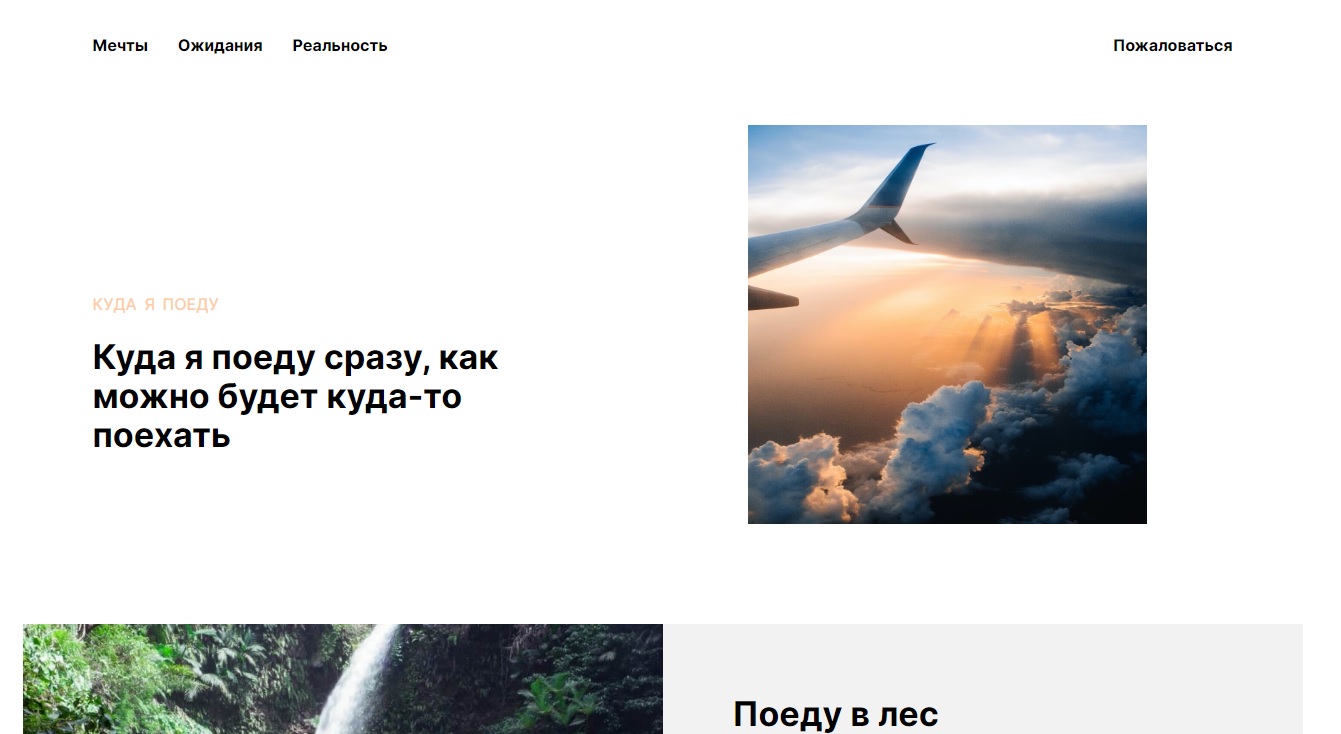 Мечты Ожидания Реальность Пожаловаться
КУДА Я ПОЕДУ
Куда я поеду сразу, как
можно будет куда-то
поехать
Поеду в лес